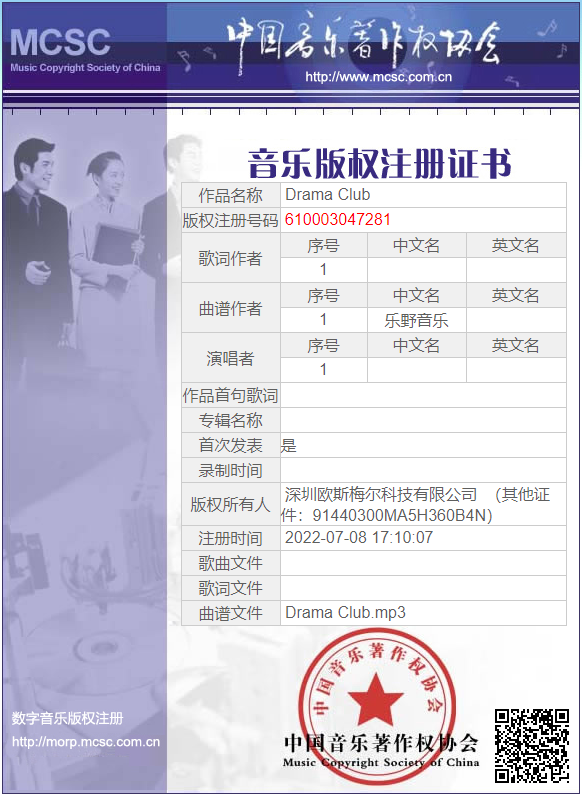 MCSC
Music Copyright Society of China
中国音乐著作权协会
http://www.mcsc.com.cn
音乐版权注册证书
作品名称 Drama Club
版权注册号码 610003047281
歌词作者 序号 中文名 英文名
1
曲谱作者 序号 中文名 英文名
1 乐野音乐
演唱者 序号 中文名 英文名
1
作品首句歌词
专辑名称
首次发表 是
录制时间
版权所有人 深圳欧斯梅尔科技有限公司 (其他证
件: 91440300MA5H360B4N)
注册时间 2022-07-08 17:10:07
歌曲文件
歌词文件
曲谱文件 Drama Club.mp3
中国音乐著作权协会
数字音乐版权注册
http://morp.mcsc.com.cn
中国音乐著作权协会
Music Copyright Society of China